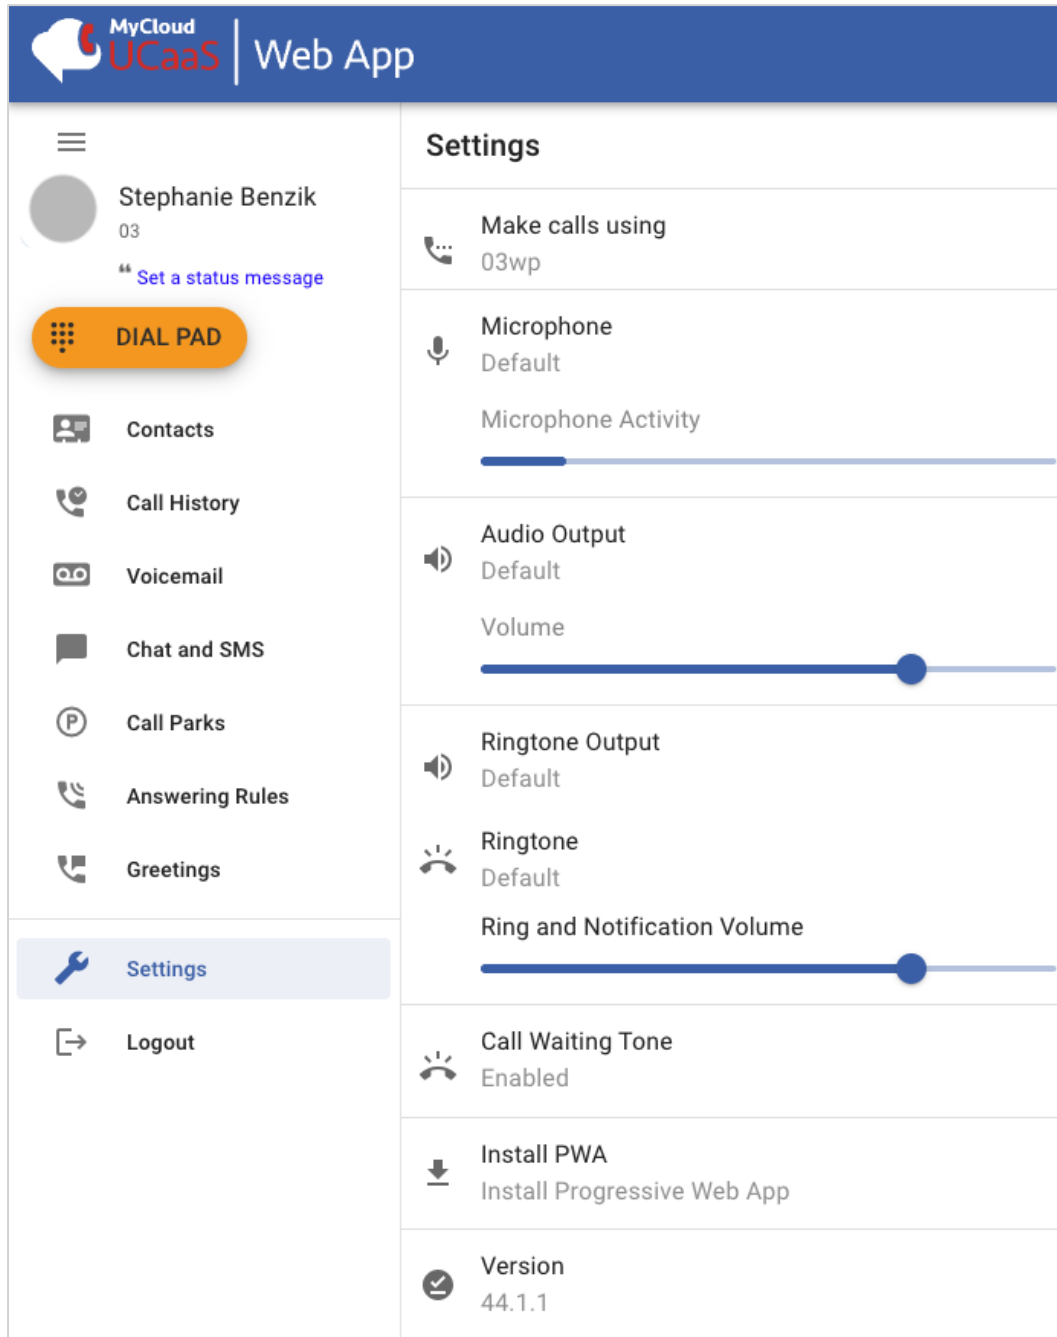 MyCloud
UCaaS
Web App
Stephanie Benzik
03
❝ Set a status message
DIAL PAD
Contacts
Call History
Voicemail
Chat and SMS
P
Call Parks
Answering Rules
Greetings
Settings
Logout
Settings
Make calls using
03wp
Microphone
Default
Microphone Activity
Audio Output
Default
Volume
Ringtone Output
Default
Ringtone
Default
Ring and Notification Volume
Call Waiting Tone
Enabled
Install PWA
Install Progressive Web App
Version
44.1.1